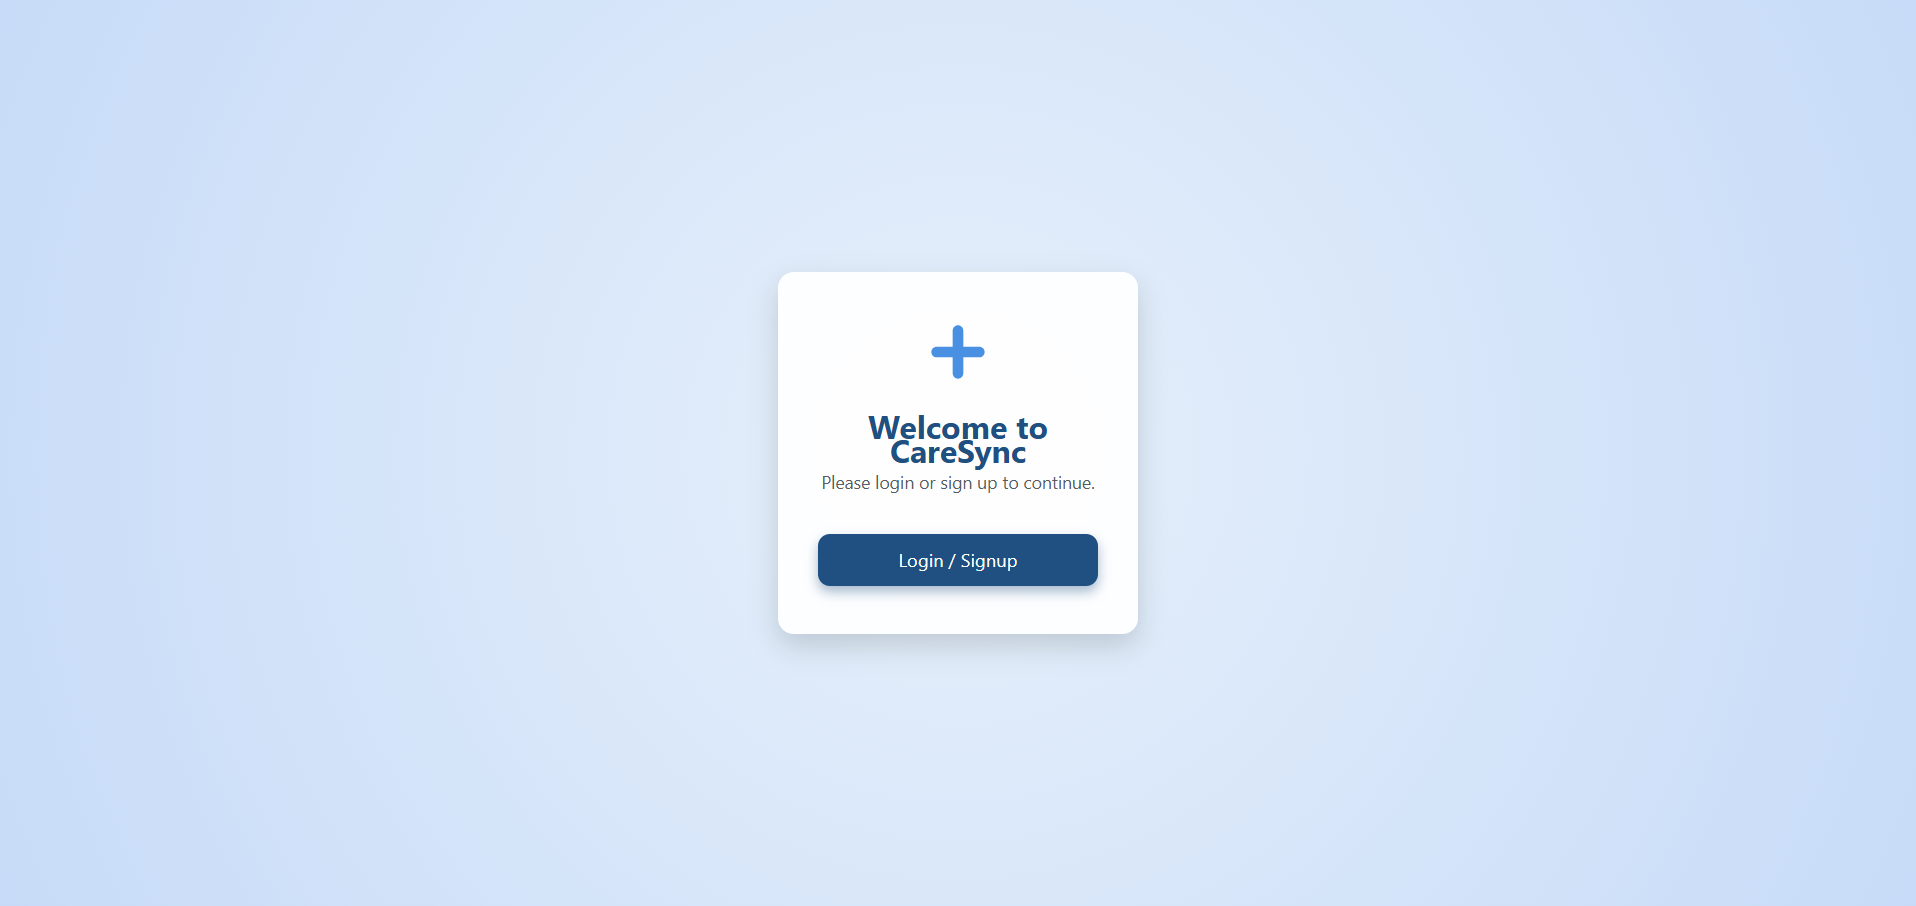 Welcome to
CareSync
Please login or sign up to continue.
Login / Signup